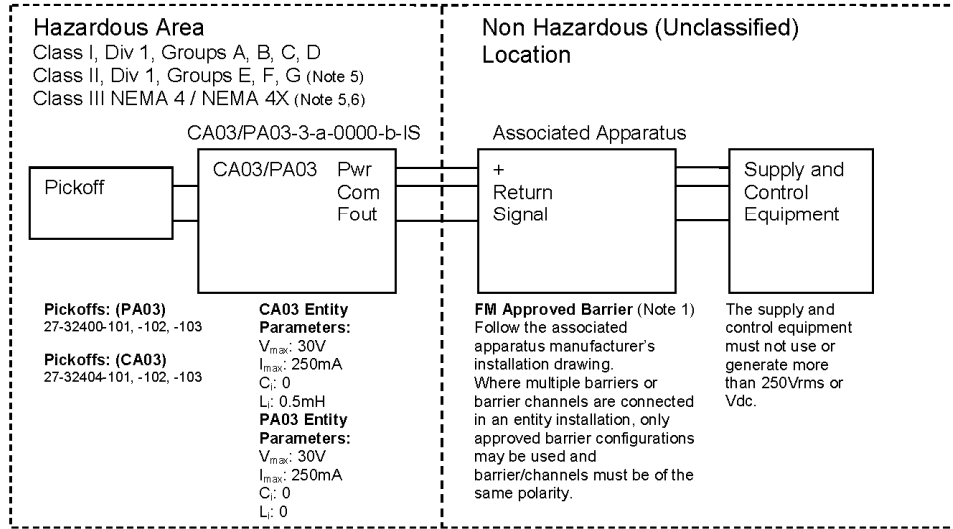 Hazardous Area
Class I, Div 1, Groups A, B, C, D
Class II, Div 1, Groups E, F, G (Note 5)
Class III NEMA 4 / NEMA 4X (Note 5,6)
Non Hazardous (Unclassified)
Location
CA03/PA03-3-a-0000-b-IS
Associated Apparatus
Pickoff
CA03/PA03
Pwr
Com
Fout
+
Return
Signal
Supply and
Control
Equipment
Pickoffs: (PA03)
27-32400-101, -102, -103
Pickoffs: (CA03)
27-32404-101, -102, -103
CA03 Entity
Parameters:
Vmax: 30V
Imax: 250mA
Ci: 0
Li: 0.5mH
PA03 Entity
Parameters:
Vmax: 30V
Imax: 250mA
Ci: 0
Li: 0
FM Approved Barrier (Note 1)
Follow the associated
apparatus manufacturer's
installation drawing.
Where multiple barriers or
barrier channels are connected
in an entity installation, only
approved barrier configurations
may be used and
barrier/channels must be of the
same polarity.
The supply and
control equipment
must not use or
generate more
than 250Vrms or
Vdc.